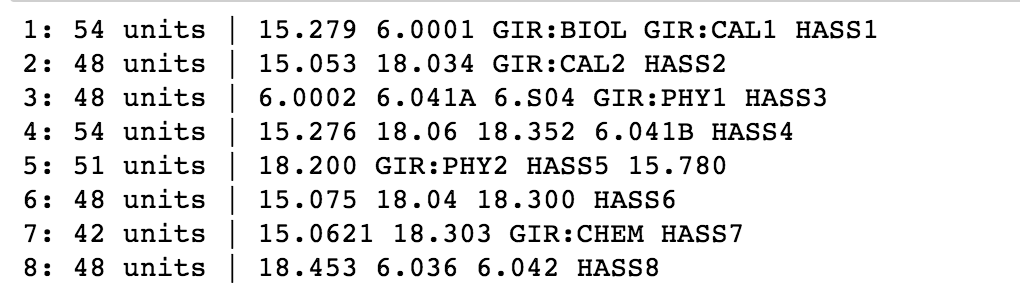 1: 54 units | 15.279 6.0001 GIR:BIOL GIR:CAL1 HASS1
2: 48 units | 15.053 18.034 GIR:CAL2 HASS2
3: 48 units | 6.0002 6.041A 6.S04 GIR:PHY1 HASS3
4: 54 units | 15.276 18.06 18.352 6.041B HASS4
5: 51 units | 18.200 GIR:PHY2 HASS5 15.780
6: 48 units | 15.075 18.04 18.300 HASS6
7: 42 units | 15.0621 18.303 GIR:CHEM HASS7
8: 48 units | 18.453 6.036 6.042 HASS8